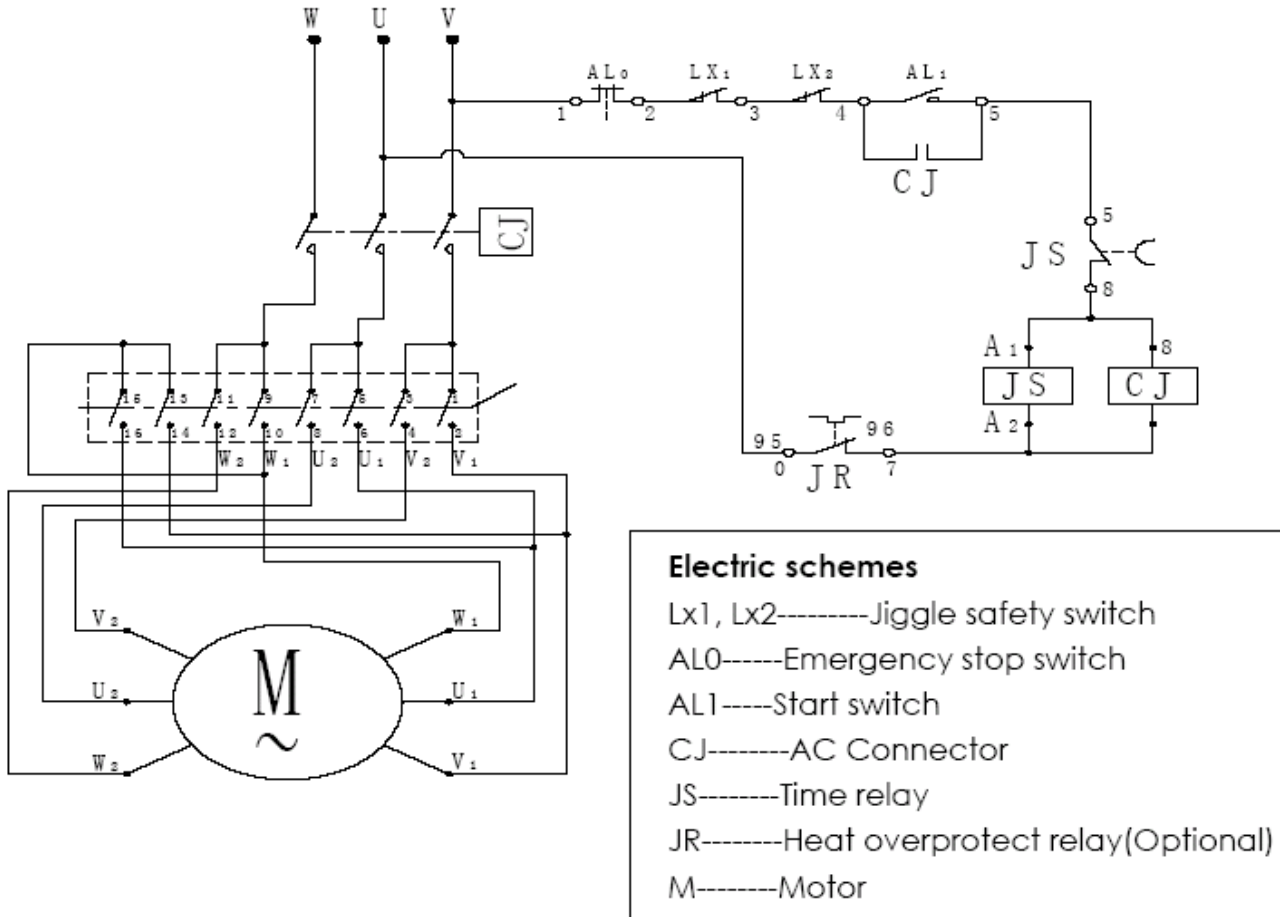 W U V
AL0 LX1 LX2 AL1
1 2 3 4 5
CJ
CJ
5
JS
8
A1 8
JS CJ
A2
15 13 11 9 7 5 3 1
16 14 12 10 8 6 4 2
W2 W1 U2 U1 V2 V1
95 96
0 7
JR
V2 W1
M
U2 U1
~
W2 V1
Electric schemes
Lx1, Lx2---------Jiggle safety switch
AL0------Emergency stop switch
AL1-----Start switch
CJ--------AC Connector
JS--------Time relay
JR--------Heat overprotect relay(Optional)
M--------Motor